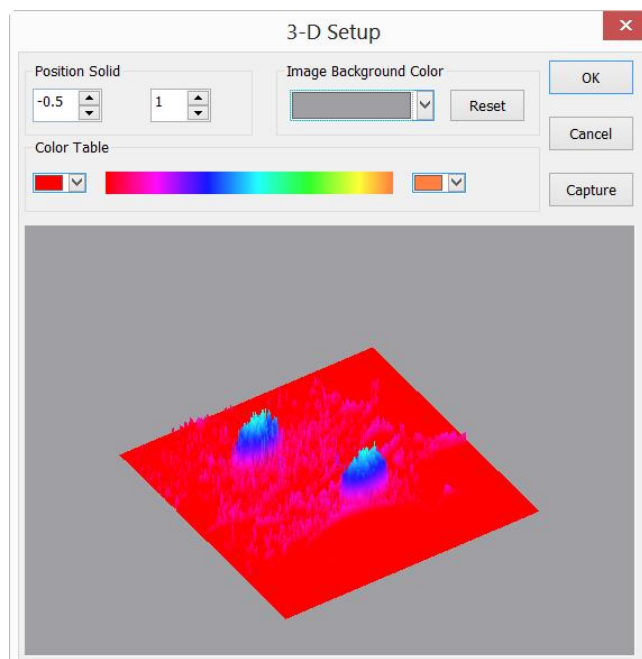 3-D Setup
x
Position Solid
-0.5
1
Image Background Color
Reset
OK
Cancel
Color Table
Capture